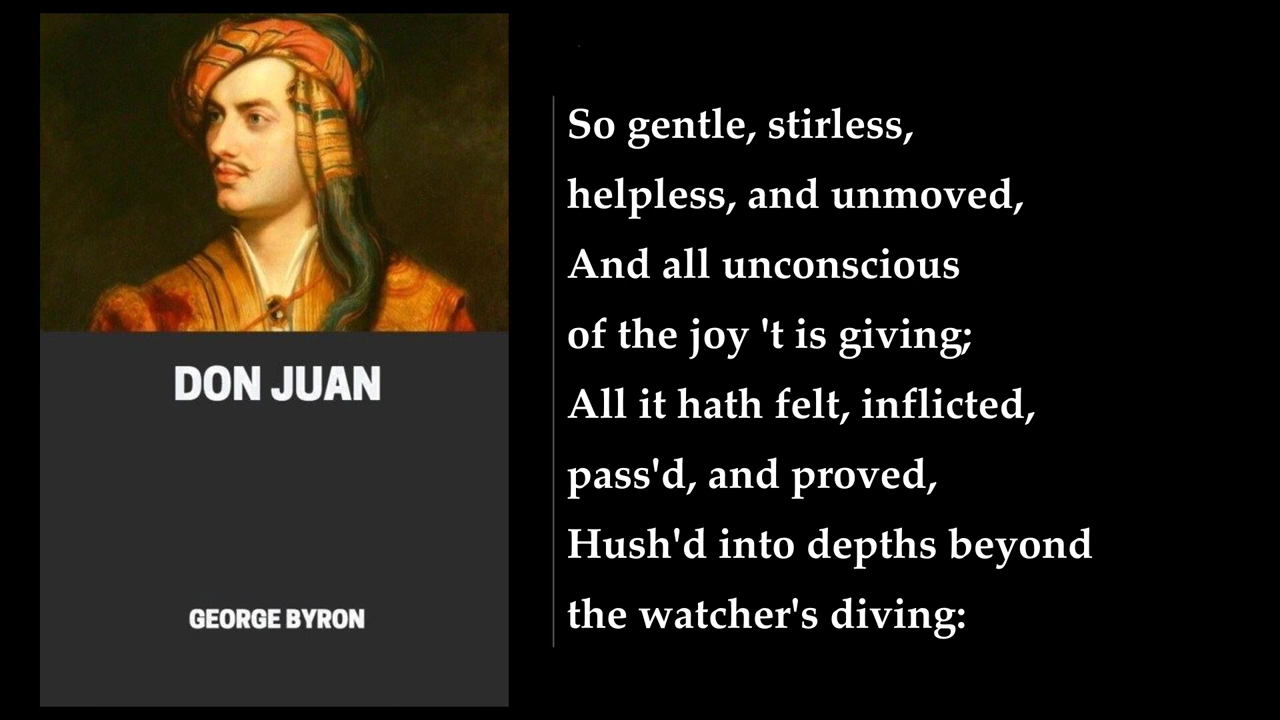 DON JUAN
GEORGE BYRON
So gentle, stirless,
helpless, and unmoved,
And all unconscious
of the joy 't is giving;
All it hath felt, inflicted,
pass'd, and proved,
Hush'd into depths beyond
the watcher's diving: